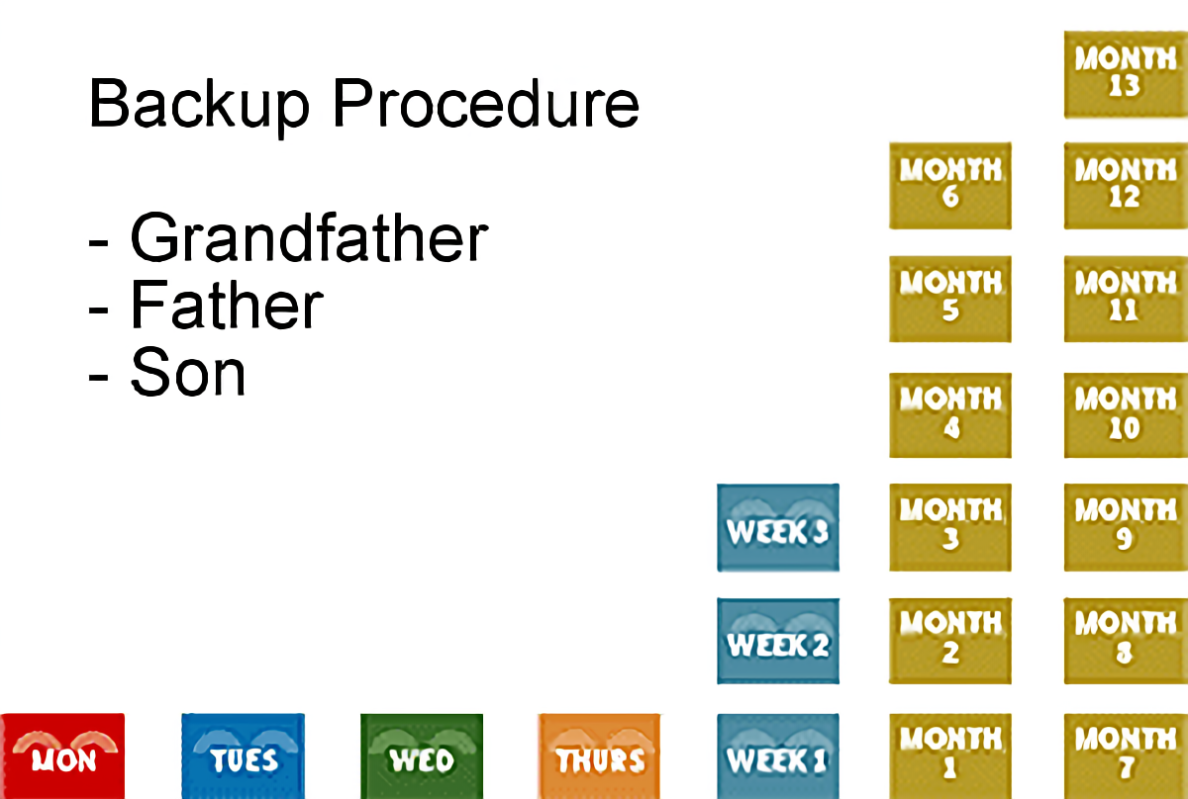 Backup Procedure
- Grandfather
- Father
- Son
MONTH
13
MONTH
6
MONTH
12
MONTH
5
MONTH
11
MONTH
4
MONTH
10
WEEK 3
MONTH
3
MONTH
9
WEEK 2
MONTH
2
MONTH
8
MON
TUES
WED
THURS
WEEK 1
MONTH
1
MONTH
7